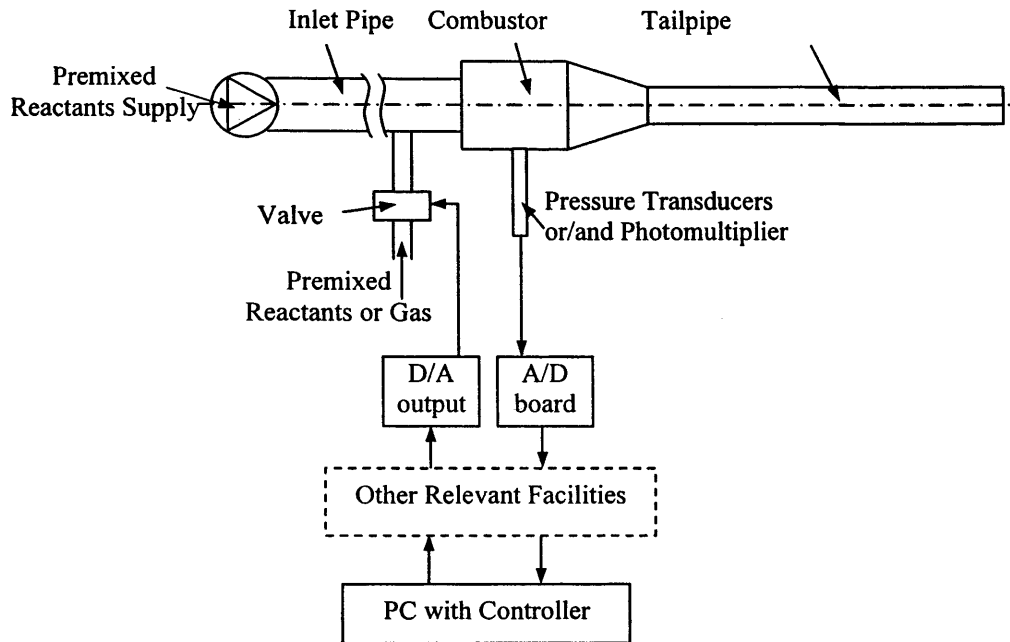 Inlet Pipe
Combustor
Tailpipe
Premixed
Reactants Supply
Valve
Pressure Transducers
or/and Photomultiplier
Premixed
Reactants or Gas
D/A
output
A/D
board
Other Relevant Facilities
PC with Controller